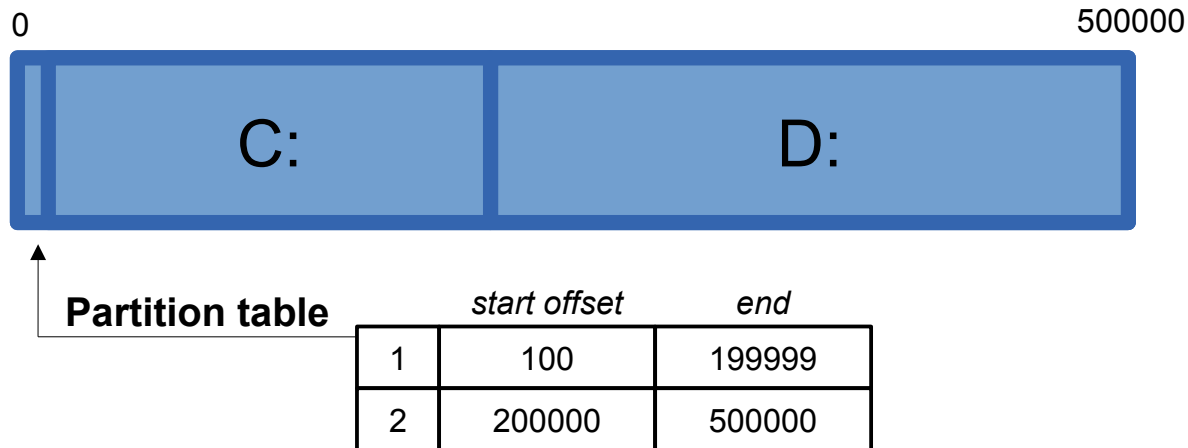 0 500000
C: D:
Partition table
start offset end
1 100 199999
2 200000 500000